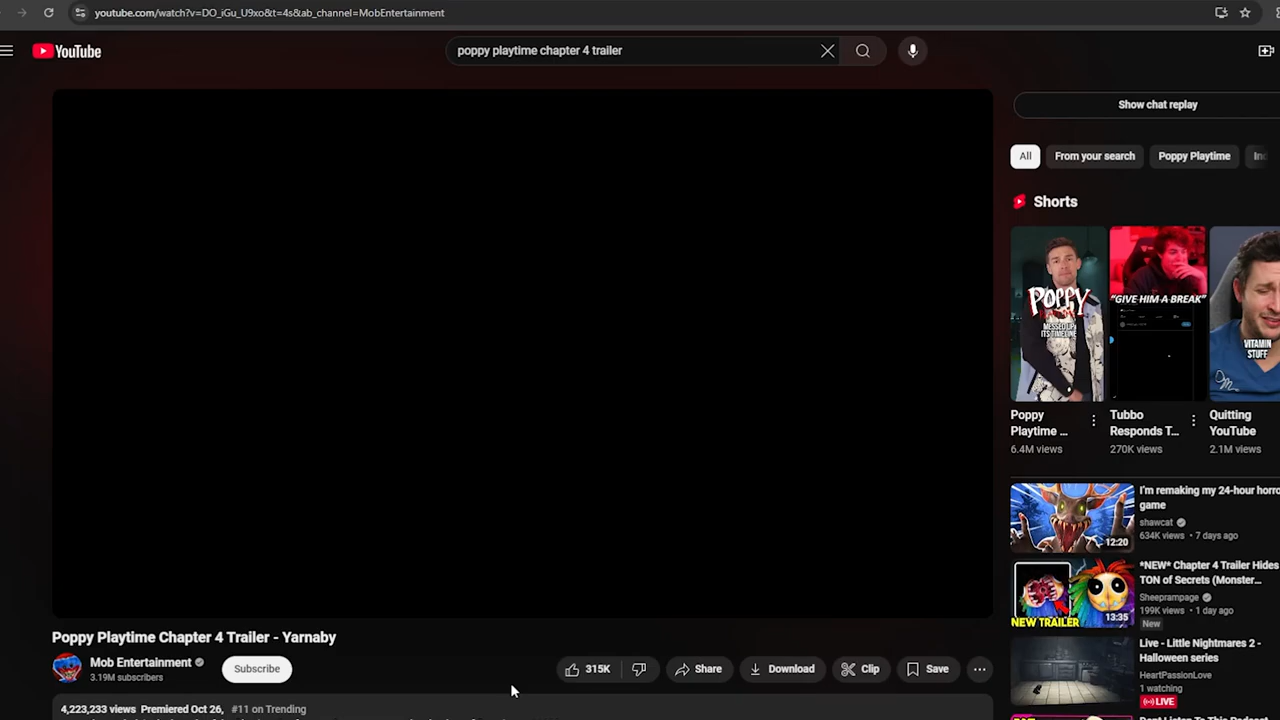 youtube.com/watch?v=DO_iGu_U9xo&t=4s&ab_channel=MobEntertainment
YouTube
poppy playtime chapter 4 trailer
Show chat replay
All
From your search
Poppy Playtime
Shorts
POPPY
MESSED UP
ITS TIMELINE
"GIVE HIM A BREAK"
VITAMIN
STUFF
Poppy
Playtime ...
6.4M views
Tubbo
Responds T...
270K views
Quitting
YouTube
2.1M views
I'm remaking my 24-hour horro
game
shawcat
634K views • 7 days ago
12:20
*NEW* Chapter 4 Trailer Hides
TON of Secrets (Monster...
Sheeprampage
199K views • 1 day ago
New
NEW TRAILER
13:35
Live - Little Nightmares 2 -
Halloween series
HeartPassionLove
1 watching
LIVE
Poppy Playtime Chapter 4 Trailer - Yarnaby
Mob Entertainment
3.19M subscribers
Subscribe
315K
Share
Download
Clip
Save
4,223,233 views Premiered Oct 26, #11 on Trending